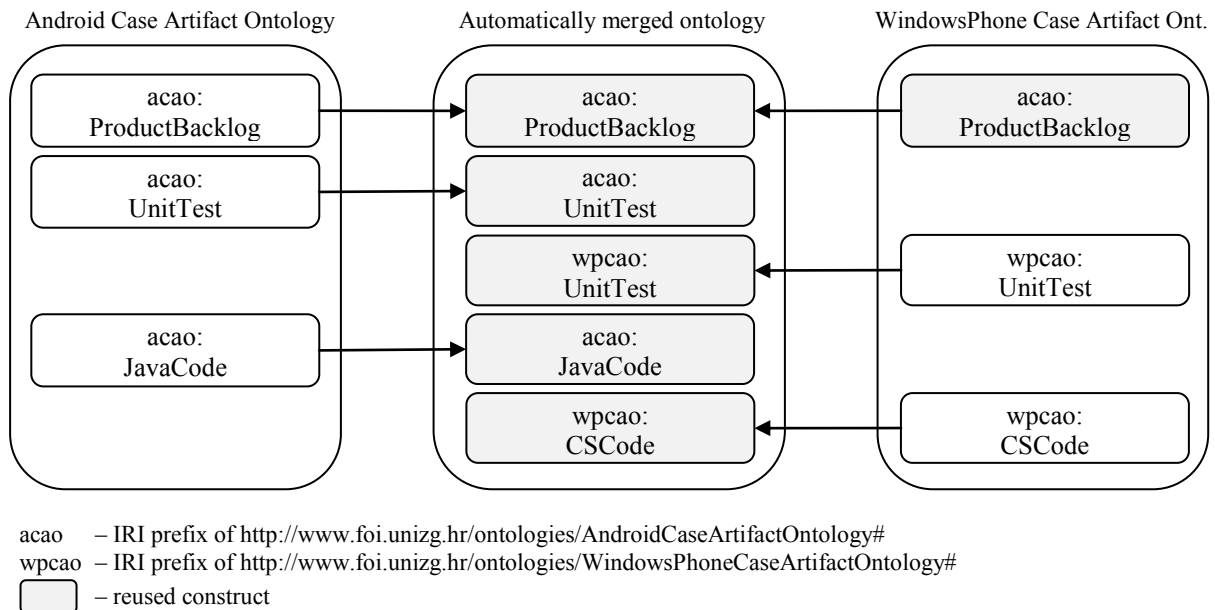 Android Case Artifact Ontology
Automatically merged ontology
WindowsPhone Case Artifact Ont.
acao:
ProductBacklog
acao:
ProductBacklog
acao:
ProductBacklog
acao:
UnitTest
acao:
UnitTest
wpcao:
UnitTest
wpcao:
UnitTest
acao:
JavaCode
acao:
JavaCode
wpcao:
CSCode
wpcao:
CSCode
acao – IRI prefix of http://www.foi.unizg.hr/ontologies/AndroidCaseArtifactOntology#
wpcao – IRI prefix of http://www.foi.unizg.hr/ontologies/WindowsPhoneCaseArtifactOntology#
– reused construct